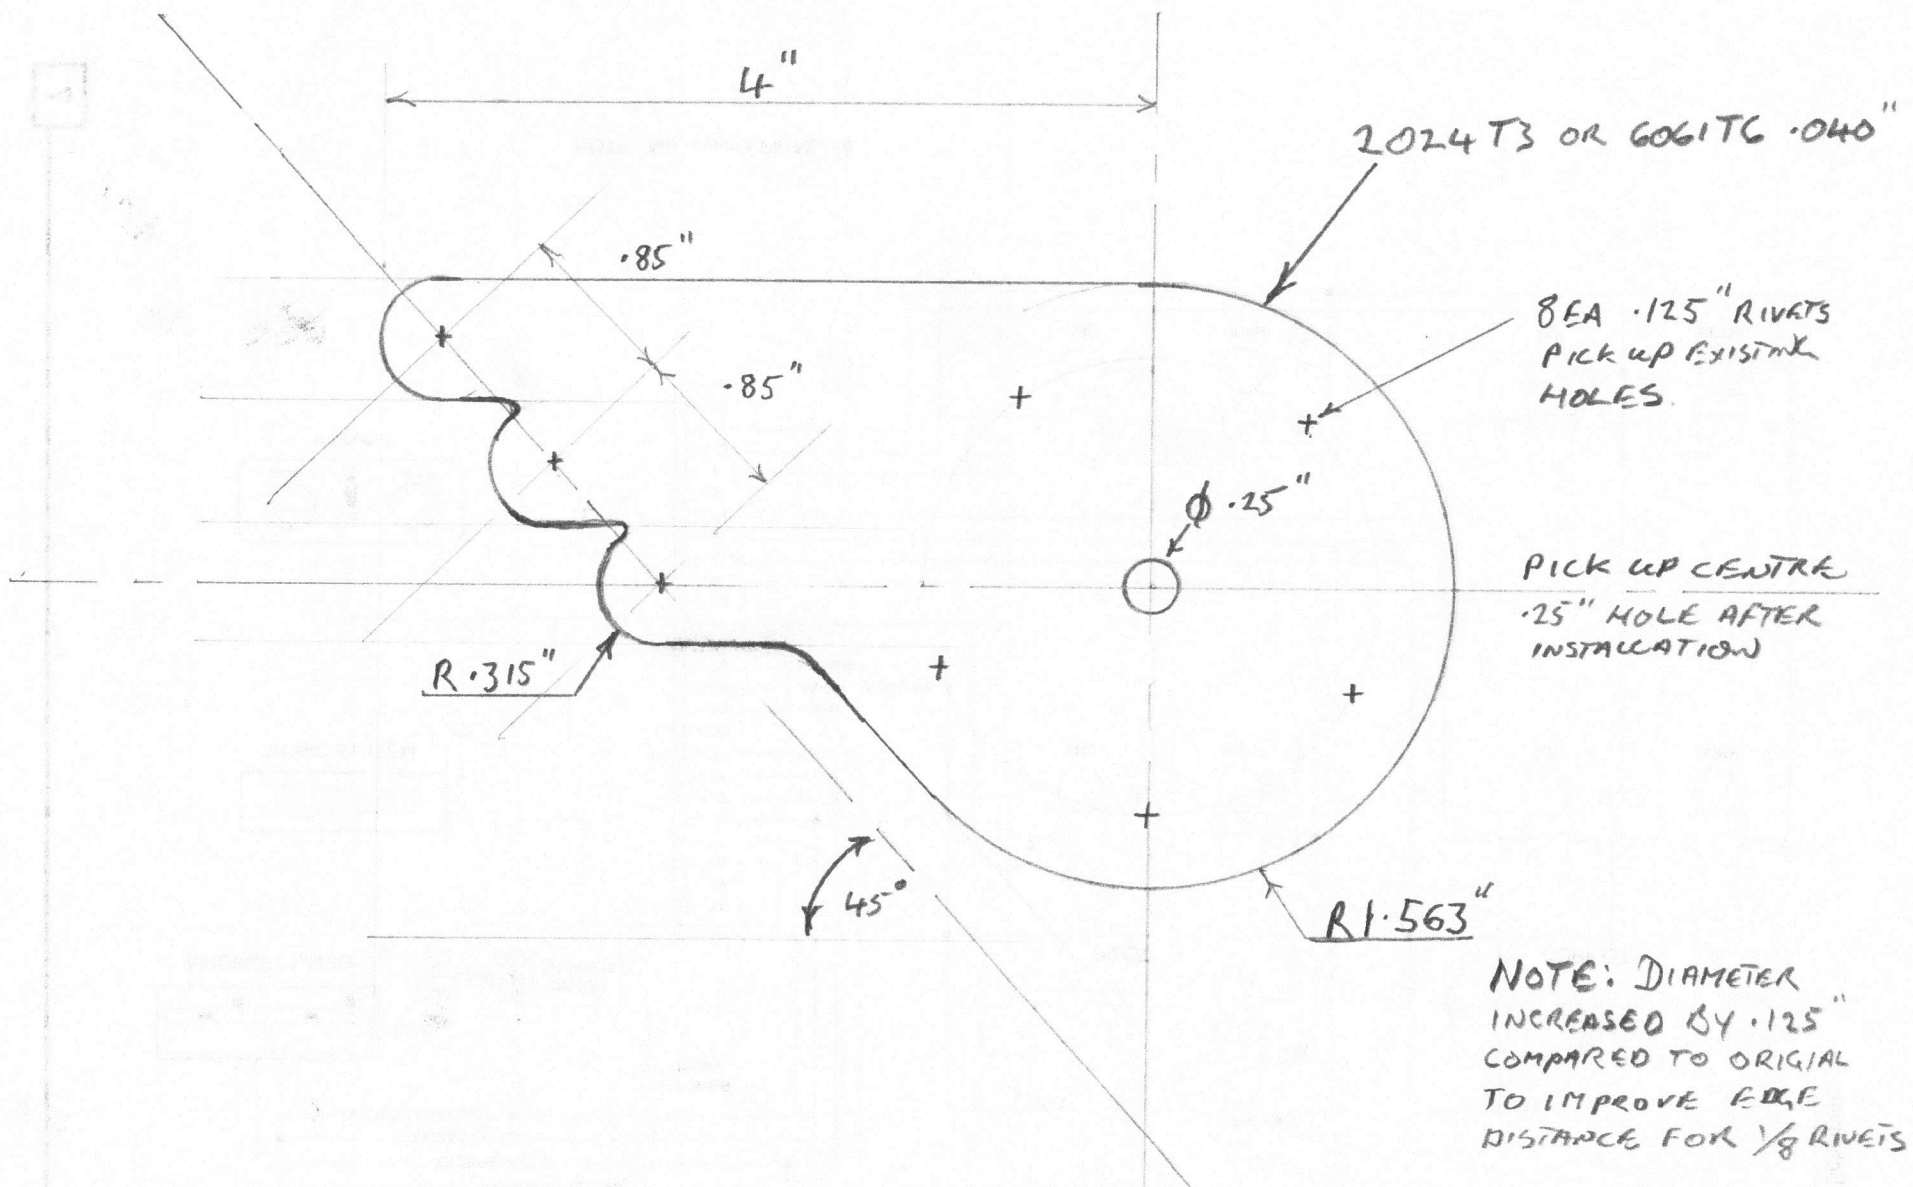 4"
2024 T3 OR 6061T6 .040"
.85"
8EA .125" RIVETS
PICK UP EXISTING
HOLES.
.85"
φ .25"
PICK UP CENTRE
.25" HOLE AFTER
INSTALLATION
R .315"
45°
R1.563"
NOTE: DIAMETER
INCREASED BY .125"
COMPARED TO ORIGIAL
TO IMPROVE EDGE
DISTANCE FOR 1/8 RIVETS